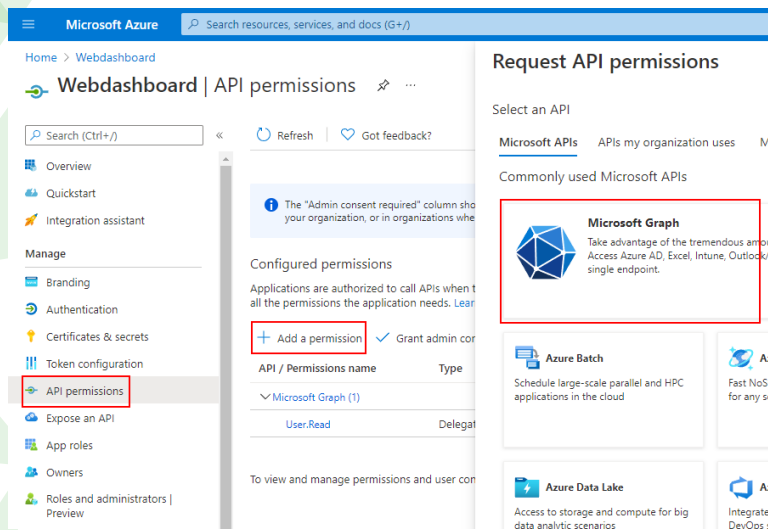 Microsoft Azure
Search resources, services, and docs (G+/)
Home > Webdashboard
Webdashboard | API permissions
Search (Ctrl+/)
Overview
Quickstart
Integration assistant
Manage
Branding
Authentication
Certificates & secrets
Token configuration
API permissions
Expose an API
App roles
Owners
Roles and administrators |
Preview
Refresh
Got feedback?
The "Admin consent required" column sho
your organization, or in organizations whe
Configured permissions
Applications are authorized to call APIs when t
all the permissions the application needs. Lear
Add a permission
Grant admin con
API / Permissions name Type
Microsoft Graph (1)
User.Read Delegat
To view and manage permissions and user con
Request API permissions
Select an API
Microsoft APIs APIs my organization uses M
Commonly used Microsoft APIs
Microsoft Graph
Take advantage of the tremendous amou
Access Azure AD, Excel, Intune, Outlook/
single endpoint.
Azure Batch
Schedule large-scale parallel and HPC
applications in the cloud
Fast NoS
for any s
Azure Data Lake
Access to storage and compute for big
data analytic scenarios
Integrate
DevOps